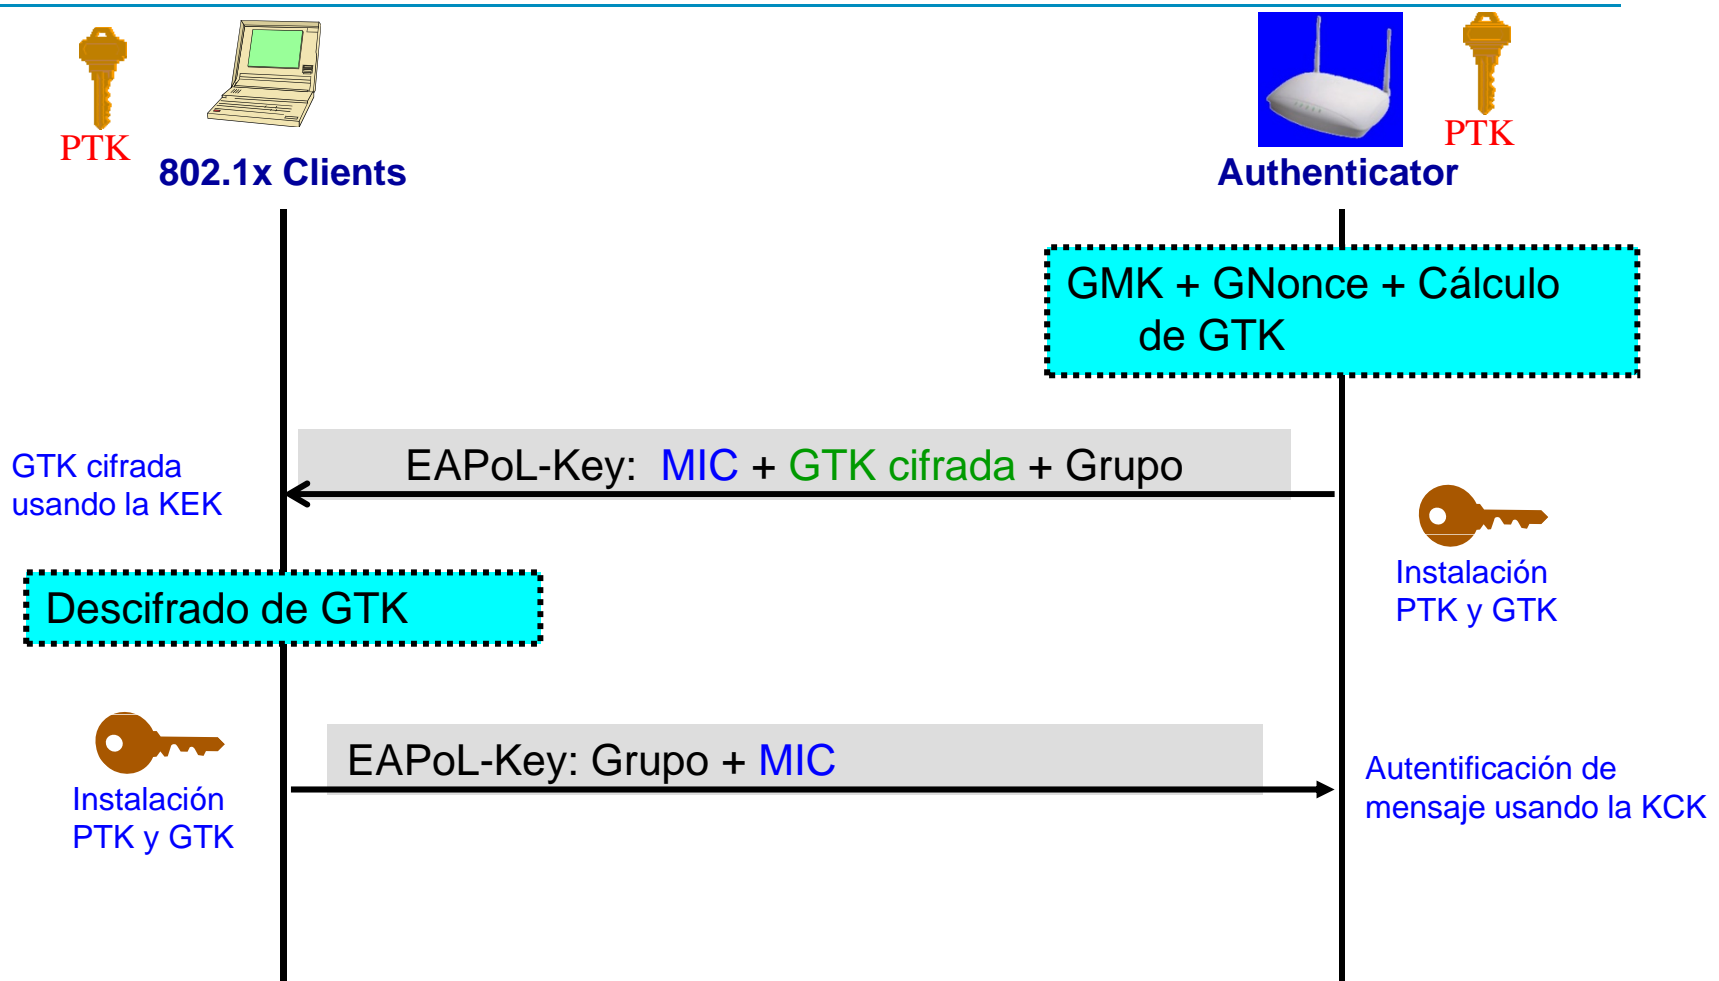 PTK
802.1x Clients
PTK
Authenticator
GMK + GNonce + Cálculo
de GTK
EAPoL-Key: MIC + GTK cifrada + Grupo
GTK cifrada
usando la KEK
Instalación
PTK y GTK
Descifrado de GTK
EAPoL-Key: Grupo + MIC
Instalación
PTK y GTK
Autentificación de
mensaje usando la KCK